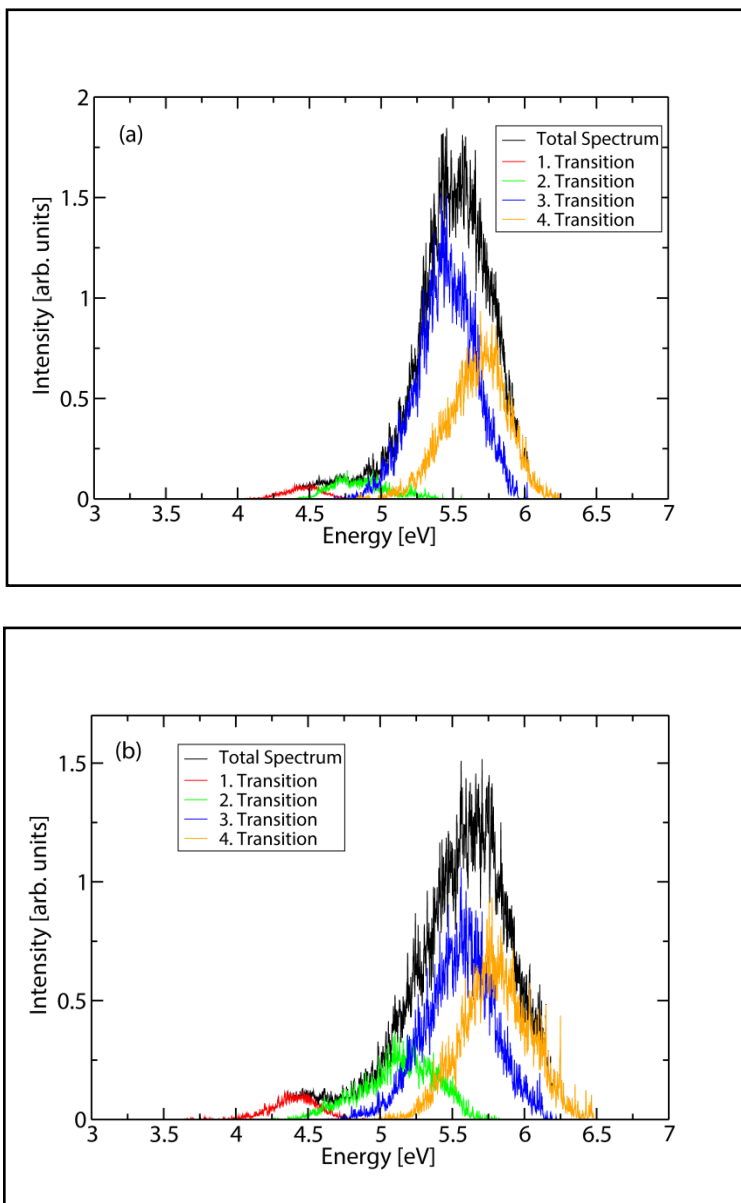 (a)
Total Spectrum
1. Transition
2. Transition
3. Transition
4. Transition
Intensity [arb. units]
2
1.5
1
0.5
0
3 3.5 4 4.5 5 5.5 6 6.5 7
Energy [eV]
(b)
Total Spectrum
1. Transition
2. Transition
3. Transition
4. Transition
Intensity [arb. units]
1.5
1
0.5
0
3 3.5 4 4.5 5 5.5 6 6.5 7
Energy [eV]